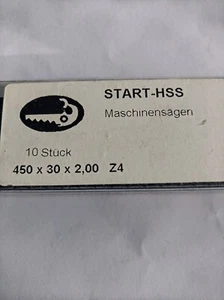 START-HSS
Maschinensägen
10 Stück
450 x 30 x 2,00 Z4